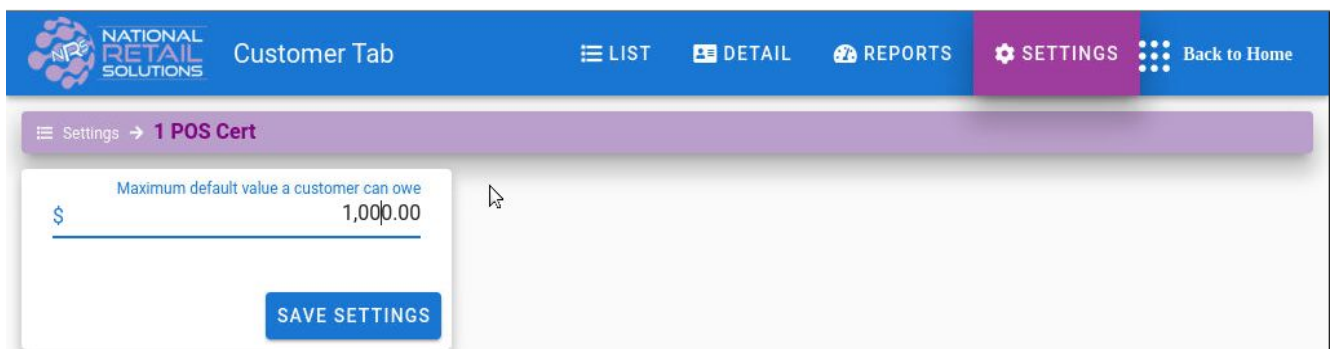 NATIONAL
RETAIL
SOLUTIONS
NRS
Customer Tab
LIST
DETAIL
REPORTS
SETTINGS
Back to Home
Settings → 1 POS Cert
Maximum default value a customer can owe
$ 1,000.00
SAVE SETTINGS